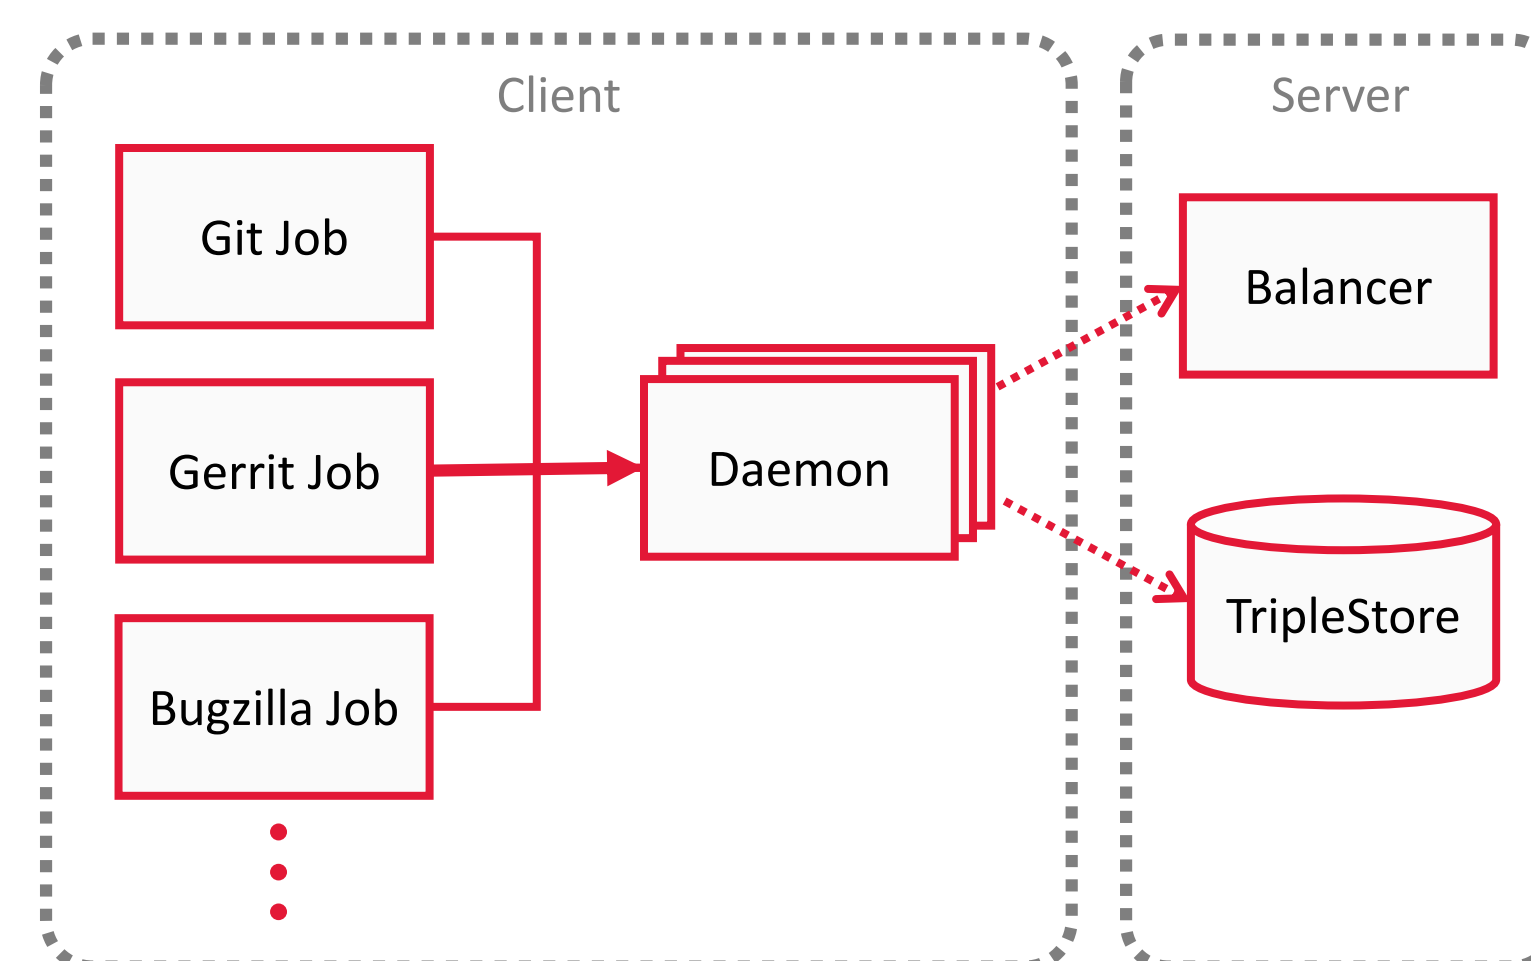 Client
Server
Git Job
Balancer
Gerrit Job
Daemon
TripleStore
Bugzilla Job